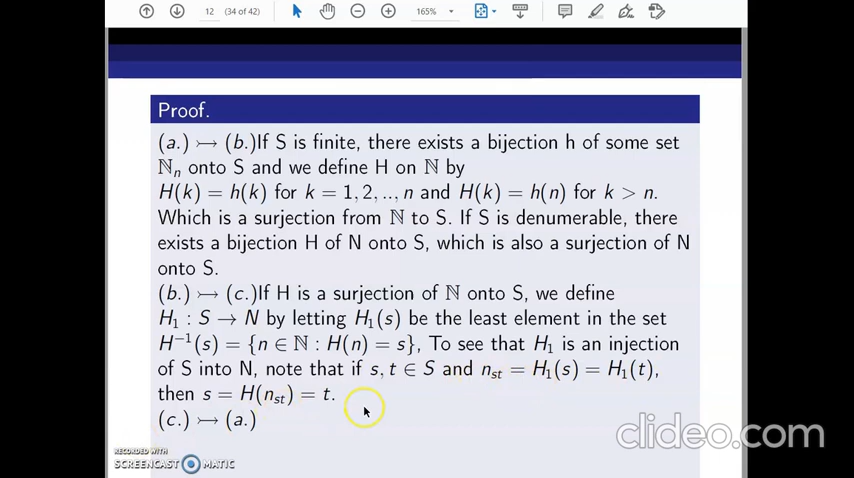 12 (34 of 42) 165%
Proof.
(a.) ↣ (b.)If S is finite, there exists a bijection h of some set
ℕₙ onto S and we define H on ℕ by
H(k) = h(k) for k = 1, 2, .., n and H(k) = h(n) for k > n.
Which is a surjection from ℕ to S. If S is denumerable, there
exists a bijection H of N onto S, which is also a surjection of N
onto S.
(b.) ↣ (c.)If H is a surjection of ℕ onto S, we define
H₁ : S → N by letting H₁(s) be the least element in the set
H⁻¹(s) = {n ∈ ℕ : H(n) = s}, To see that H₁ is an injection
of S into N, note that if s, t ∈ S and nₛₜ = H₁(s) = H₁(t),
then s = H(nₛₜ) = t.
(c.) ↣ (a.)
clideo.com
RECORDED WITH
SCREENCAST MATIC